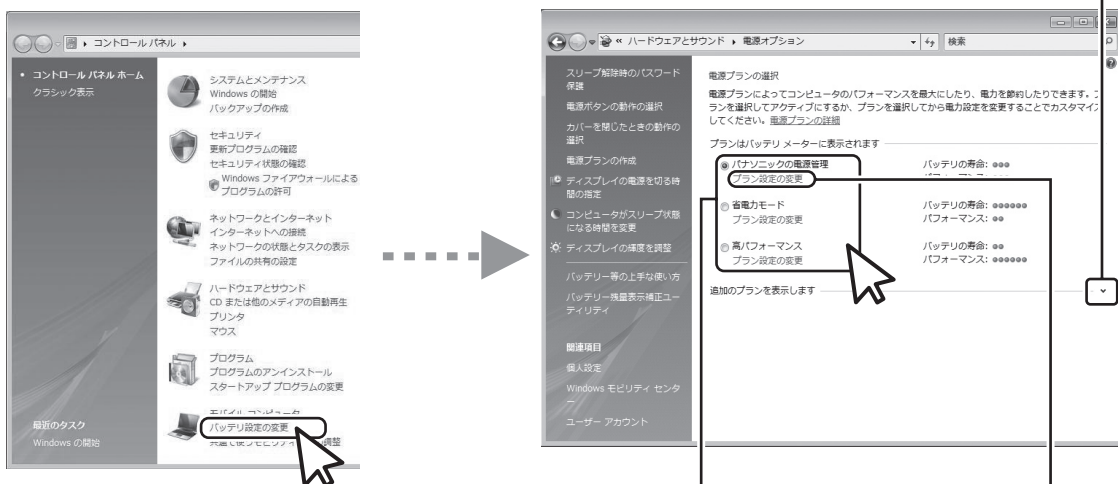 コントロール パネル
コントロール パネル ホーム
クラシック表示
最近のタスク
Windows の開始
システムとメンテナンス
Windows の開始
バックアップの作成
セキュリティ
更新プログラムの確認
セキュリティ状態の確認
Windows ファイアウォールによる
プログラムの許可
ネットワークとインターネット
インターネットへの接続
ネットワークの状態とタスクの表示
ファイルの共有の設定
ハードウェアとサウンド
CD または他のメディアの自動再生
プリンタ
マウス
プログラム
プログラムのアンインストール
スタートアップ プログラムの変更
モバイル コンピュータ
バッテリ設定の変更
« ハードウェアとサウンド 電源オプション
検索
スリープ解除時のパスワード
保護
電源ボタンの動作の選択
カバーを閉じたときの動作の
選択
電源プランの作成
ディスプレイの電源を切る時
間の指定
コンピュータがスリープ状態
になる時間を変更
ディスプレイの輝度を調整
バッテリー等の上手な使い方
バッテリー残量表示補正ユー
ティリティ
関連項目
個人設定
Windows モビリティ センタ
ー
ユーザー アカウント
電源プランの選択
電源プランによってコンピュータのパフォーマンスを最大にしたり、電力を節約したりできます。
ランを選択してアクティブにするか、プランを選択してから電力設定を変更することでカスタマイズ
してください。電源プランの詳細
プランはバッテリ メーターに表示されます
パナソニックの電源管理 バッテリの寿命:
プラン設定の変更
省電力モード バッテリの寿命:
プラン設定の変更 パフォーマンス:
高パフォーマンス バッテリの寿命:
プラン設定の変更 パフォーマンス:
追加のプランを表示します